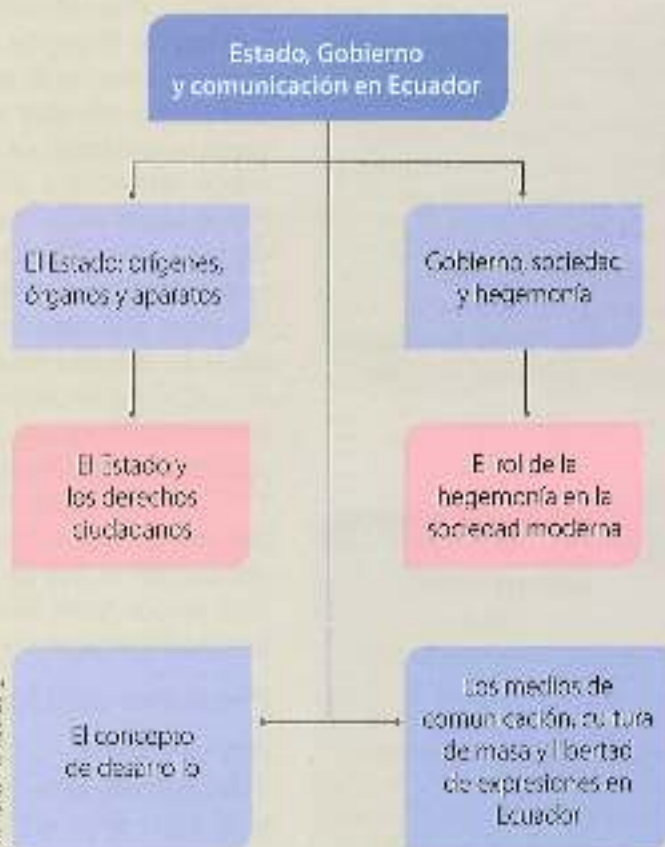 Estado, Gobierno
y comunicación en Ecuador
El Estado: orígenes,
órganos y aparatos
Gobierno, sociedad
y hegemonía
El Estado y
los derechos
ciudadanos
El rol de la
hegemonía en la
sociedad moderna
El concepto
de desarrollo
Los medios de
comunicación, cultura
de masa y libertad
de expresiones en
Ecuador